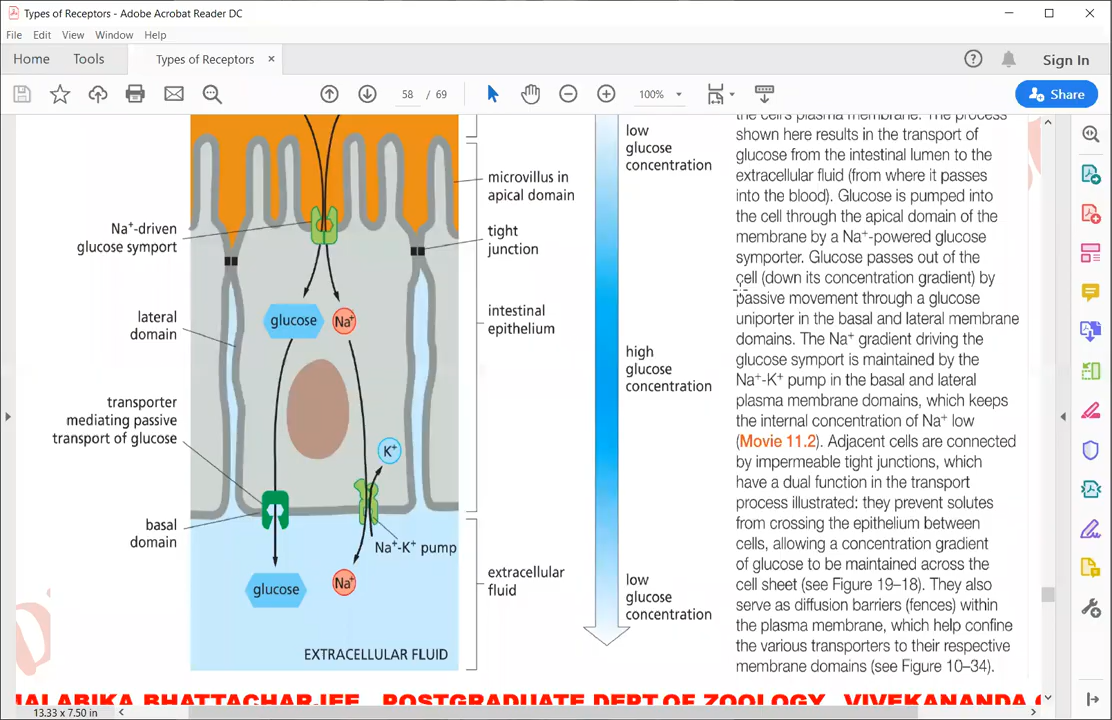 Types of Receptors - Adobe Acrobat Reader DC
File Edit View Window Help
Home Tools Types of Receptors × Sign In
58 / 69 100% Share
the cell's plasma membrane. The process
shown here results in the transport of
glucose from the intestinal lumen to the
extracellular fluid (from where it passes
into the blood). Glucose is pumped into
the cell through the apical domain of the
membrane by a Na⁺-powered glucose
symporter. Glucose passes out of the
cell (down its concentration gradient) by
passive movement through a glucose
uniporter in the basal and lateral membrane
domains. The Na⁺ gradient driving the
glucose symport is maintained by the
Na⁺-K⁺ pump in the basal and lateral
plasma membrane domains, which keeps
the internal concentration of Na⁺ low
(Movie 11.2). Adjacent cells are connected
by impermeable tight junctions, which
have a dual function in the transport
process illustrated: they prevent solutes
from crossing the epithelium between
cells, allowing a concentration gradient
of glucose to be maintained across the
cell sheet (see Figure 19–18). They also
serve as diffusion barriers (fences) within
the plasma membrane, which help confine
the various transporters to their respective
membrane domains (see Figure 10–34).
low
glucose
concentration
high
glucose
concentration
low
glucose
concentration
microvillus in
apical domain
tight
junction
intestinal
epithelium
extracellular
fluid
Na⁺-driven
glucose symport
lateral
domain
transporter
mediating passive
transport of glucose
basal
domain
glucose Na⁺
K⁺
Na⁺-K⁺ pump
glucose Na⁺
EXTRACELLULAR FLUID
MALABIKA BHATTACHARJEE POSTGRADUATE DEPT OF ZOOLOGY VIVEKANANDA
13.33 x 7.50 in